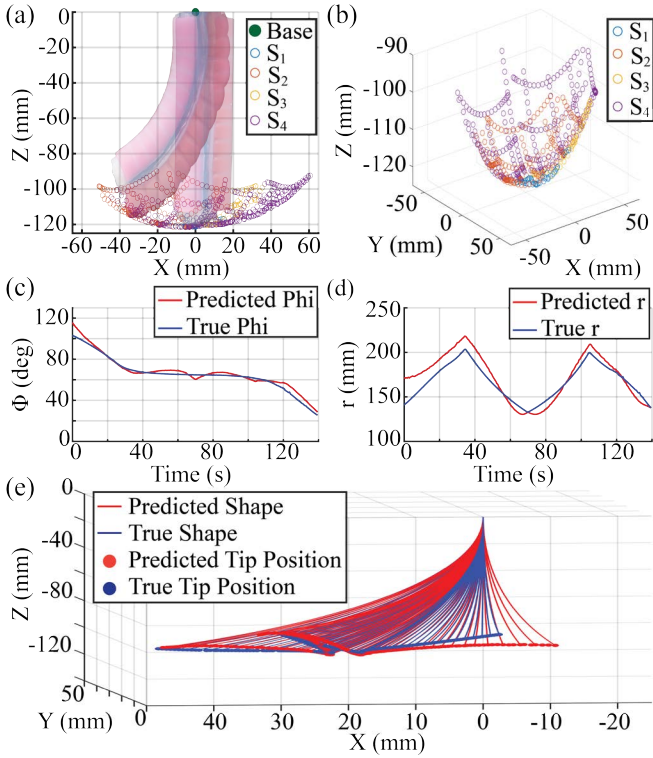 (a)
0
-20
-40
-60
-80
-100
-120
Z (mm)
-60 -40 -20 0 20 40 60
X (mm)
Base
S1
S2
S3
S4
(b)
-90
-100
-110
-120
Z (mm)
-50
0
50
Y (mm)
-50
0
50
X (mm)
S1
S2
S3
S4
(c)
Predicted Phi
True Phi
120
80
40
0
Φ (deg)
0 40 80 120
Time (s)
(d)
Predicted r
True r
250
200
150
100
r (mm)
0 40 80 120
Time (s)
(e)
Predicted Shape
True Shape
Predicted Tip Position
True Tip Position
0
-40
-80
-120
Z (mm)
50
0
Y (mm)
40 30 20 10 0 -10 -20
X (mm)